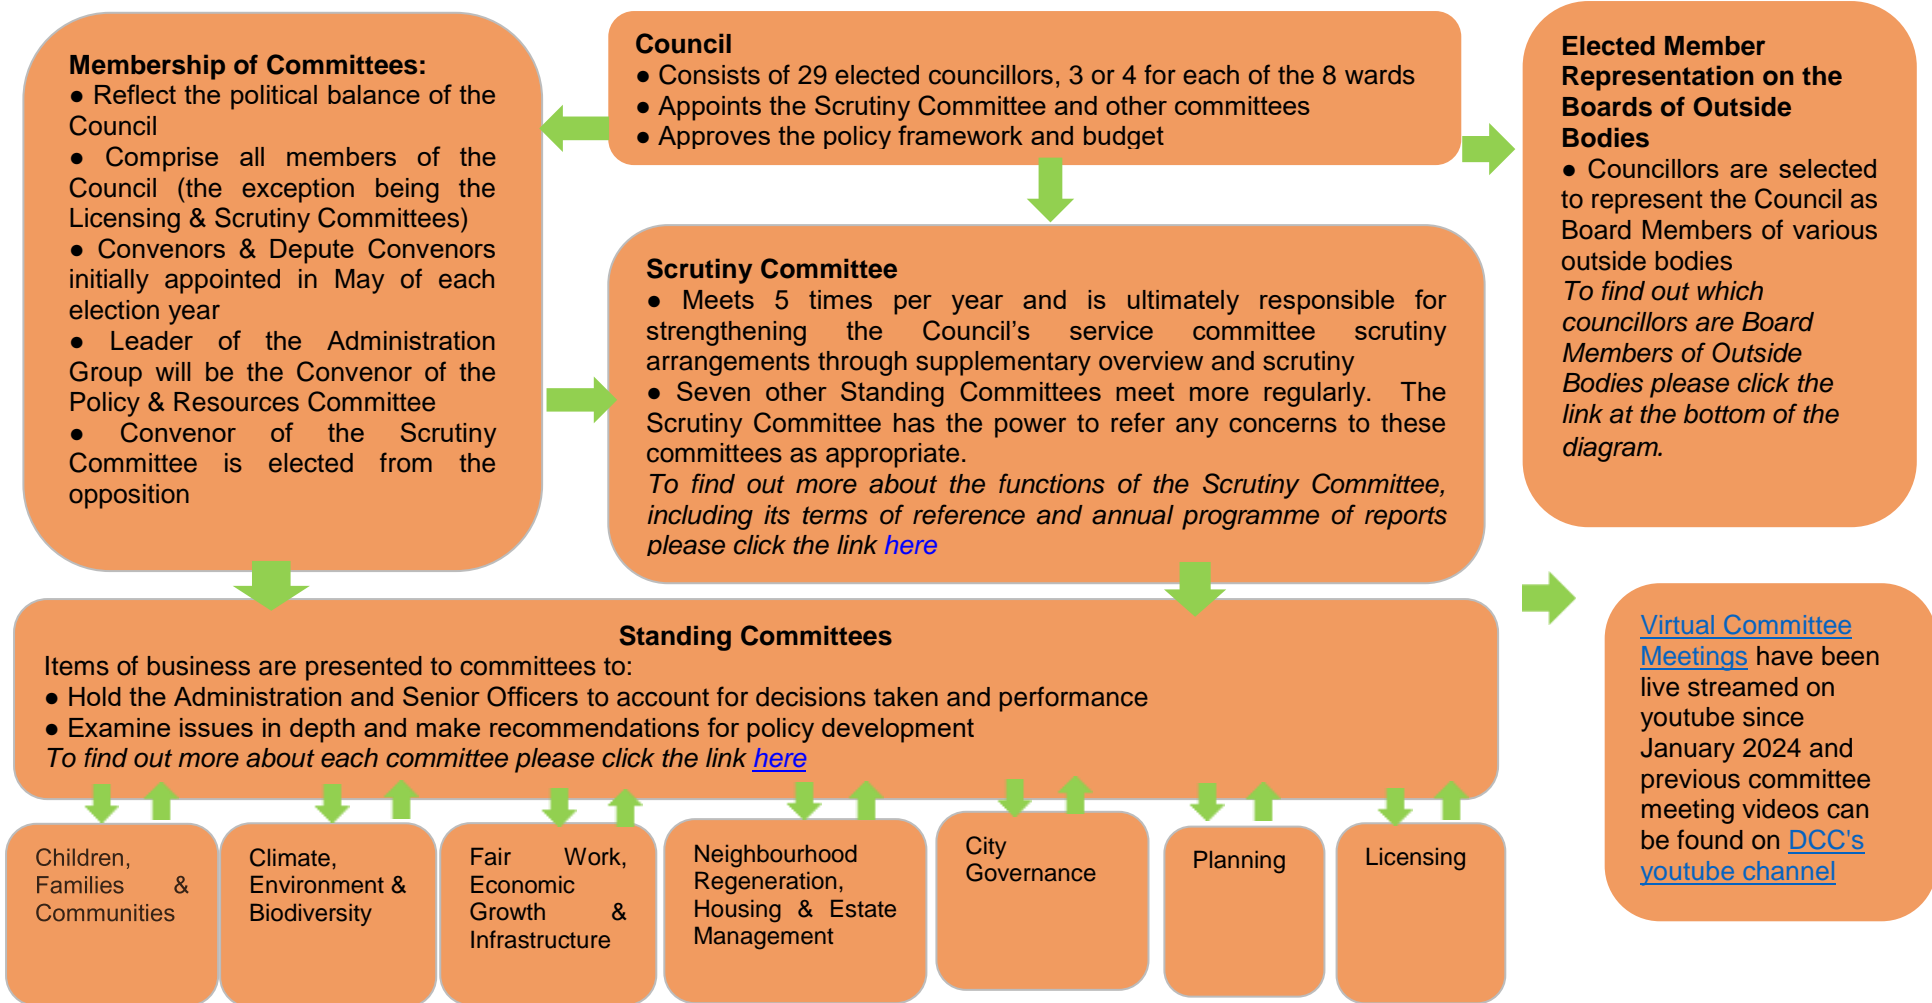 Membership of Committees:
● Reflect the political balance of the
Council
● Comprise all members of the
Council (the exception being the
Licensing & Scrutiny Committees)
● Convenors & Depute Convenors
initially appointed in May of each
election year
● Leader of the Administration
Group will be the Convenor of the
Policy & Resources Committee
● Convenor of the Scrutiny
Committee is elected from the
opposition
Council
● Consists of 29 elected councillors, 3 or 4 for each of the 8 wards
● Appoints the Scrutiny Committee and other committees
● Approves the policy framework and budget
Elected Member
Representation on the
Boards of Outside
Bodies
● Councillors are selected
to represent the Council as
Board Members of various
outside bodies
To find out which
councillors are Board
Members of Outside
Bodies please click the
link at the bottom of the
diagram.
Scrutiny Committee
● Meets 5 times per year and is ultimately responsible for
strengthening the Council’s service committee scrutiny
arrangements through supplementary overview and scrutiny
● Seven other Standing Committees meet more regularly. The
Scrutiny Committee has the power to refer any concerns to these
committees as appropriate.
To find out more about the functions of the Scrutiny Committee,
including its terms of reference and annual programme of reports
please click the link here
Standing Committees
Items of business are presented to committees to:
● Hold the Administration and Senior Officers to account for decisions taken and performance
● Examine issues in depth and make recommendations for policy development
To find out more about each committee please click the link here
Virtual Committee
Meetings have been
live streamed on
youtube since
January 2024 and
previous committee
meeting videos can
be found on DCC's
youtube channel
Children,
Families &
Communities
Climate,
Environment &
Biodiversity
Fair Work,
Economic
Growth &
Infrastructure
Neighbourhood
Regeneration,
Housing & Estate
Management
City
Governance
Planning
Licensing